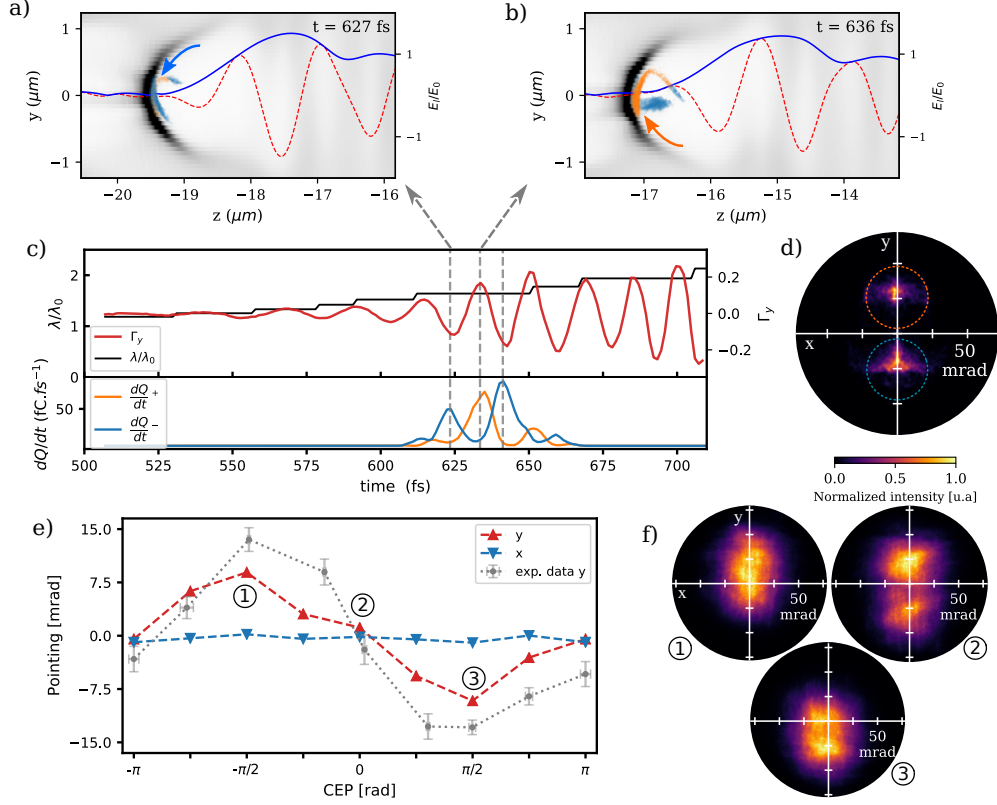 a)
t = 627 fs
y (μm)
1
0
−1
1
−1
E/E0
−20
−19
−18
−17
−16
z (μm)
b)
t = 636 fs
y (μm)
1
0
−1
1
−1
E/E0
−17
−16
−15
−14
z (μm)
c)
λ/λ0
2
1
0
0.2
0.0
−0.2
Γy
Γy
λ/λ0
dQ/dt (fC.fs⁻¹)
50
dQ/dt +
dQ/dt −
500
525
550
575
600
625
650
675
700
time (fs)
d)
y
x
50
mrad
0.0
0.5
1.0
Normalized intensity [u.a]
e)
Pointing [mrad]
15.0
7.5
0.0
−7.5
−15.0
y
x
exp. data y
①
②
③
-π
-π/2
0
π/2
π
CEP [rad]
f)
y
x
50
mrad
①
50
mrad
②
50
mrad
③